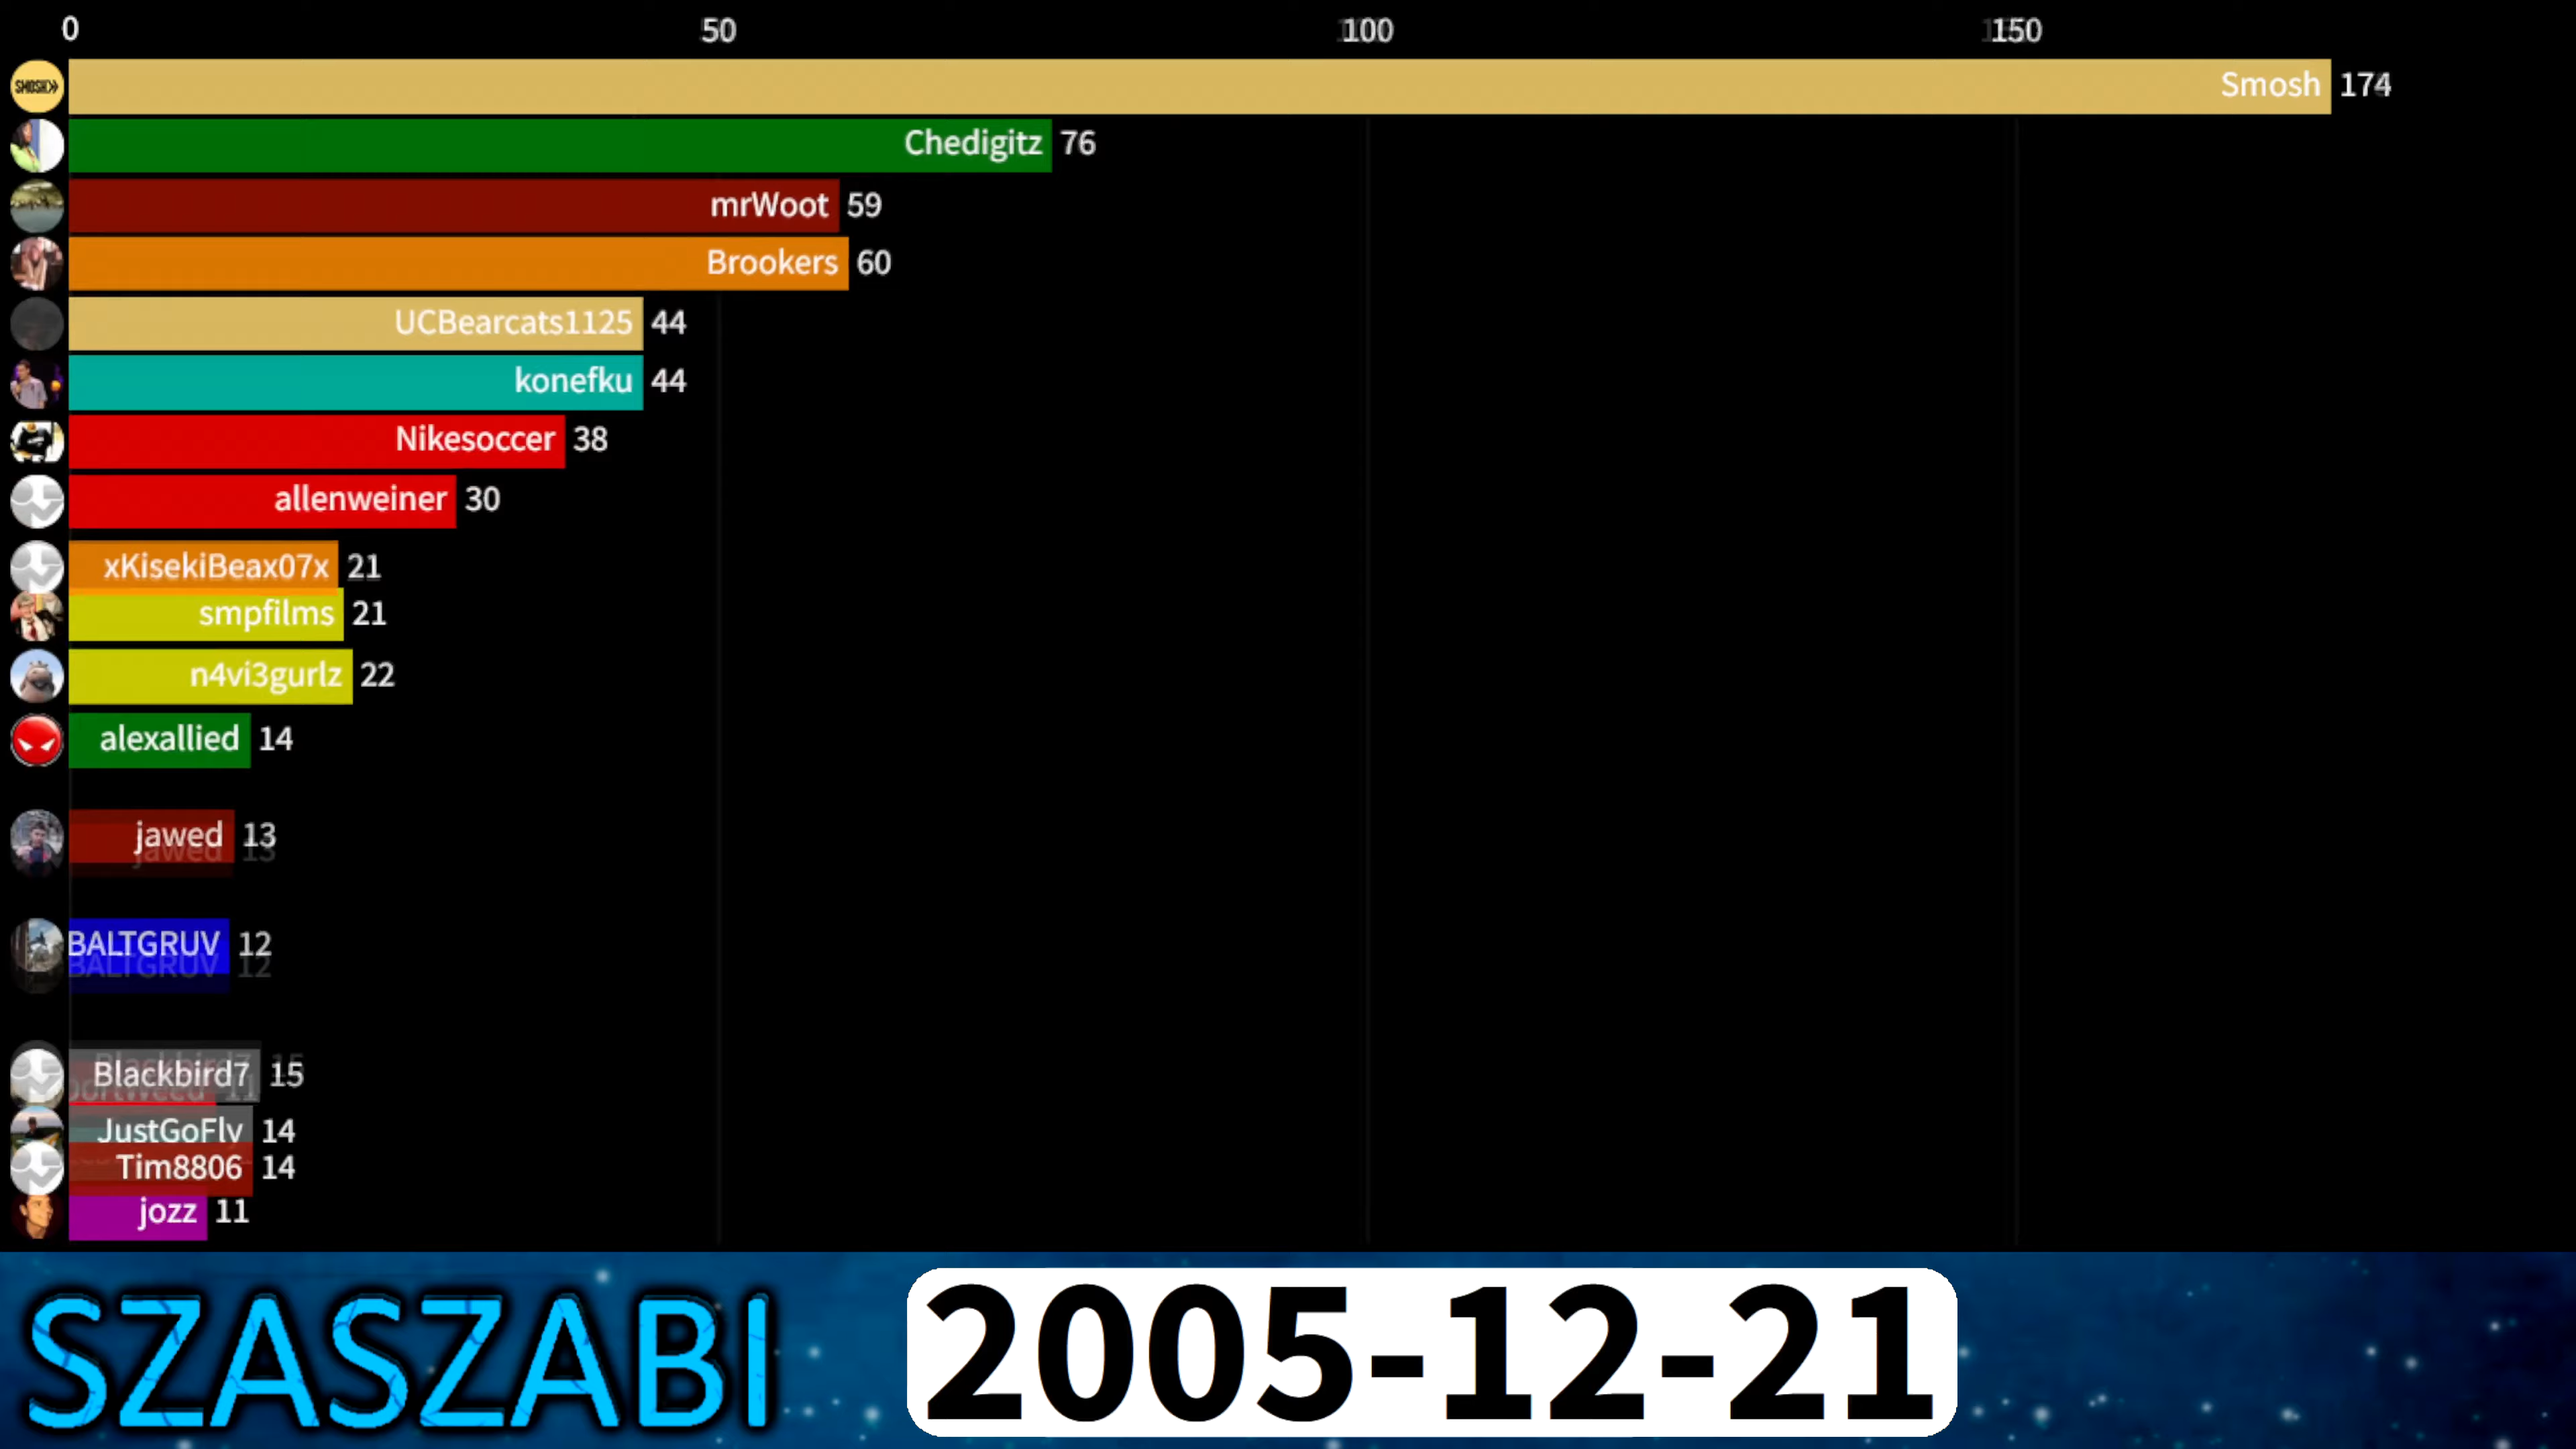 0 50 100 150
SMOSH
Smosh 174
Chedigitz 76
mrWoot 59
Brookers 60
UCBearcats1125 44
konefku 44
Nikesoccer 38
allenweiner 30
xKisekiBeax07x 21
smpfilms 21
n4vi3gurlz 22
alexallied 14
jawed 13
BALTGRUV 12
Blackbird7 15
JustGoFly 14
Tim8806 14
jozz 11
SZASZABI 2005-12-21